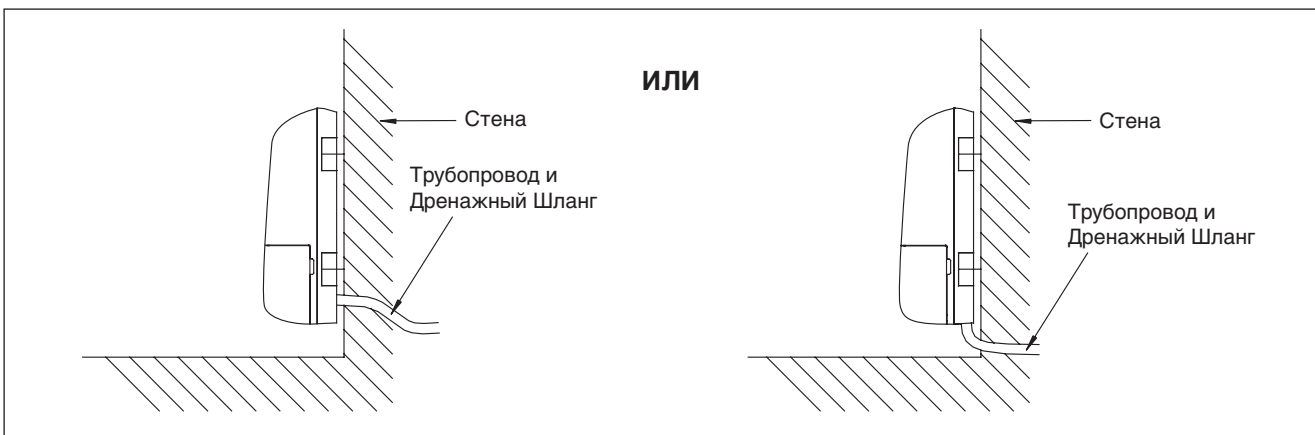 ИЛИ
Стена
Трубопровод и
Дренажный Шланг
Стена
Трубопровод и
Дренажный Шланг